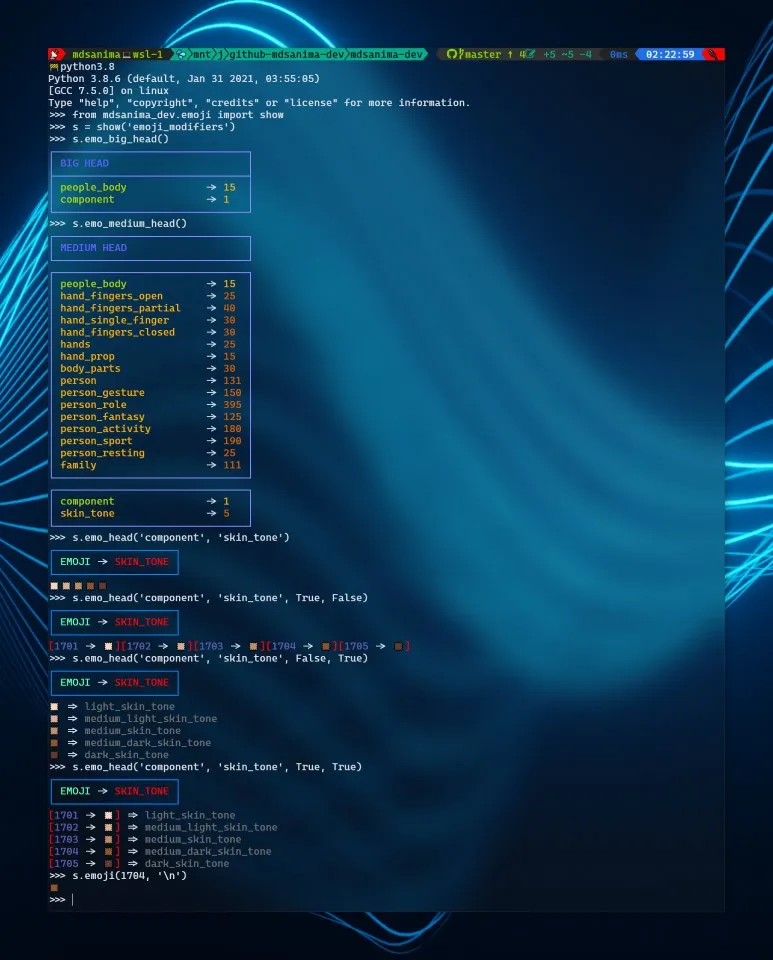 mdsanima wsl-1 mnt j github-mdsanima-dev mdsanima-dev master ↑ 4 +5 ~5 -4 0ms 02:22:59
python3.8
Python 3.8.6 (default, Jan 31 2021, 03:55:05)
[GCC 7.5.0] on linux
Type "help", "copyright", "credits" or "license" for more information.
>>> from mdsanima_dev.emoji import show
>>> s = show('emoji_modifiers')
>>> s.emo_big_head()
BIG HEAD
people_body → 15
component → 1
>>> s.emo_medium_head()
MEDIUM HEAD
people_body → 15
hand_fingers_open → 25
hand_fingers_partial → 40
hand_single_finger → 30
hand_fingers_closed → 30
hands → 25
hand_prop → 15
body_parts → 30
person → 131
person_gesture → 150
person_role → 395
person_fantasy → 125
person_activity → 180
person_sport → 190
person_resting → 25
family → 111
component → 1
skin_tone → 5
>>> s.emo_head('component', 'skin_tone')
EMOJI → SKIN_TONE
>>> s.emo_head('component', 'skin_tone', True, False)
EMOJI → SKIN_TONE
[1701 → ][1702 → ][1703 → ][1704 → ][1705 → ]
>>> s.emo_head('component', 'skin_tone', False, True)
EMOJI → SKIN_TONE
⇒ light_skin_tone
⇒ medium_light_skin_tone
⇒ medium_skin_tone
⇒ medium_dark_skin_tone
⇒ dark_skin_tone
>>> s.emo_head('component', 'skin_tone', True, True)
EMOJI → SKIN_TONE
[1701 → ] ⇒ light_skin_tone
[1702 → ] ⇒ medium_light_skin_tone
[1703 → ] ⇒ medium_skin_tone
[1704 → ] ⇒ medium_dark_skin_tone
[1705 → ] ⇒ dark_skin_tone
>>> s.emoji(1704, '\n')
>>>